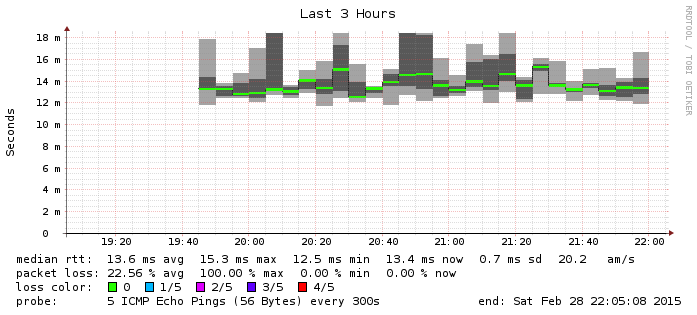 Last 3 Hours
RRDTOOL / TOBI OETIKER
Seconds
18 m
16 m
14 m
12 m
10 m
8 m
6 m
4 m
2 m
0
19:20 19:40 20:00 20:20 20:40 21:00 21:20 21:40 22:00
median rtt: 13.6 ms avg 15.3 ms max 12.5 ms min 13.4 ms now 0.7 ms sd 20.2 am/s
packet loss: 22.56 % avg 100.00 % max 0.00 % min 0.00 % now
loss color: 0 1/5 2/5 3/5 4/5
probe: 5 ICMP Echo Pings (56 Bytes) every 300s end: Sat Feb 28 22:05:08 2015